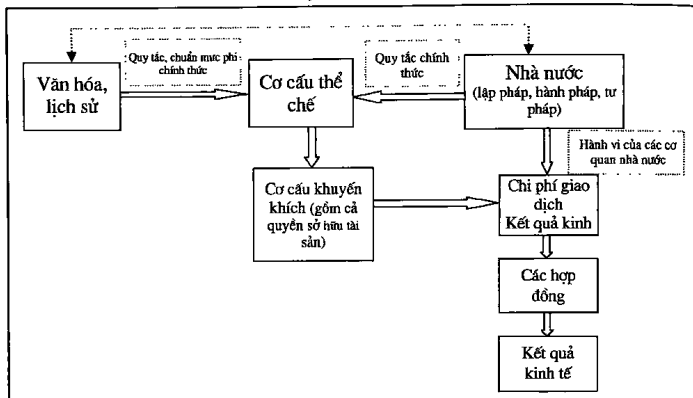 Quy tắc, chuẩn mực phi
chính thức
Quy tắc chính
thức
Văn hóa,
lịch sử
Cơ cấu thể
chế
Nhà nước
(lập pháp, hành pháp, tư
pháp)
Hành vi của các cơ
quan nhà nước
Cơ cấu khuyến
khích (gồm cả
quyền sở hữu tài
sản)
Chi phí giao
dịch
Kết quả kinh
Các hợp
đồng
Kết quả
kinh tế